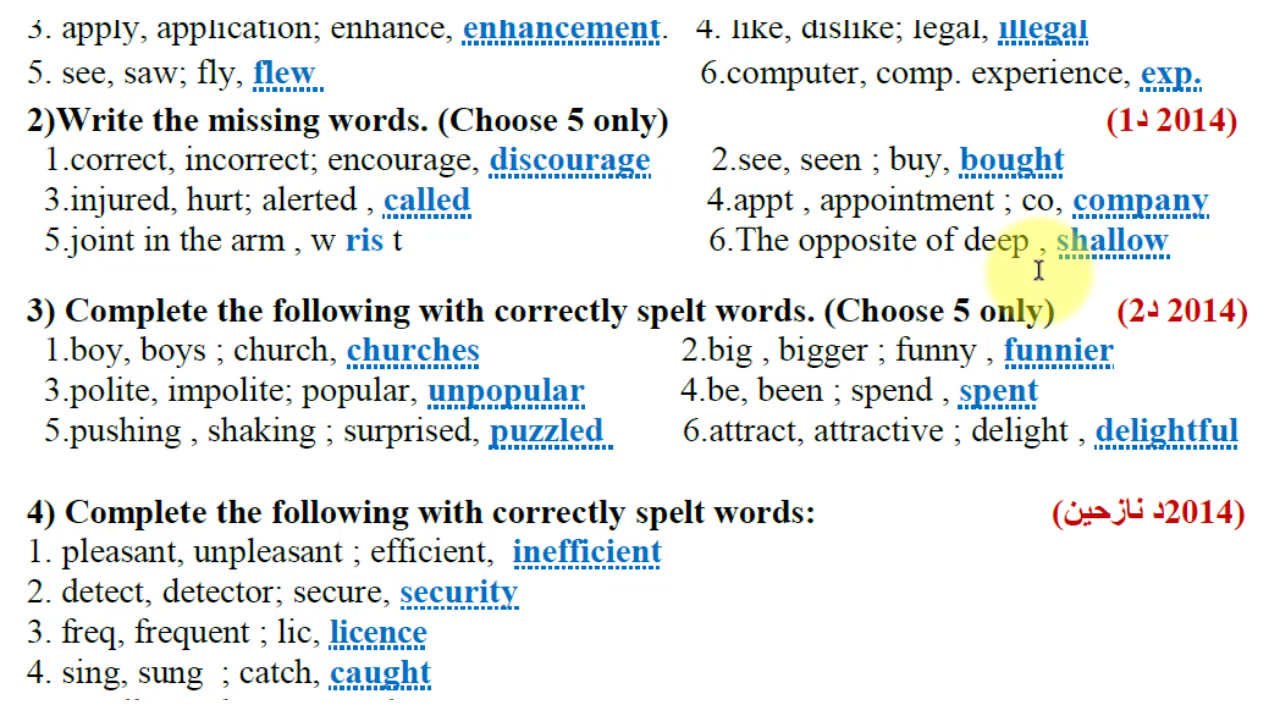 3. apply, application; enhance, enhancement. 4. like, dislike; legal, illegal
5. see, saw; fly, flew 6.computer, comp. experience, exp.
2)Write the missing words. (Choose 5 only) (2014 د1)
1.correct, incorrect; encourage, discourage 2.see, seen ; buy, bought
3.injured, hurt; alerted , called 4.appt , appointment ; co, company
5.joint in the arm , w ris t 6.The opposite of deep , shallow
3) Complete the following with correctly spelt words. (Choose 5 only) (2014 د2)
1.boy, boys ; church, churches 2.big , bigger ; funny , funnier
3.polite, impolite; popular, unpopular 4.be, been ; spend , spent
5.pushing , shaking ; surprised, puzzled 6.attract, attractive ; delight , delightful
4) Complete the following with correctly spelt words: (2014د نازحين)
1. pleasant, unpleasant ; efficient, inefficient
2. detect, detector; secure, security
3. freq, frequent ; lic, licence
4. sing, sung ; catch, caught